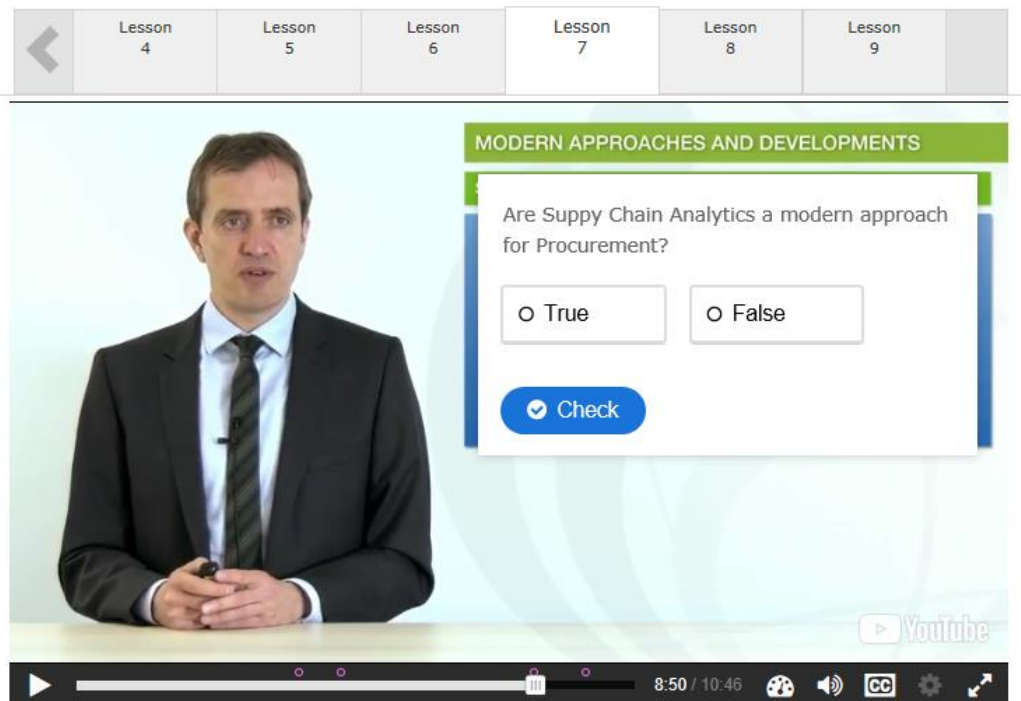 Lesson
4
Lesson
5
Lesson
6
Lesson
7
Lesson
8
Lesson
9
MODERN APPROACHES AND DEVELOPMENTS
Are Suppy Chain Analytics a modern approach
for Procurement?
True
False
Check
YouTube
8:50 / 10:46
CC